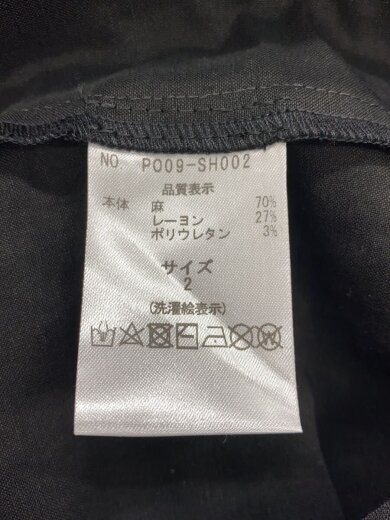 NO P009-SH002
品質表示
本体 麻 70%
レーヨン 27%
ポリウレタン 3%
サイズ
2
(洗濯絵表示)